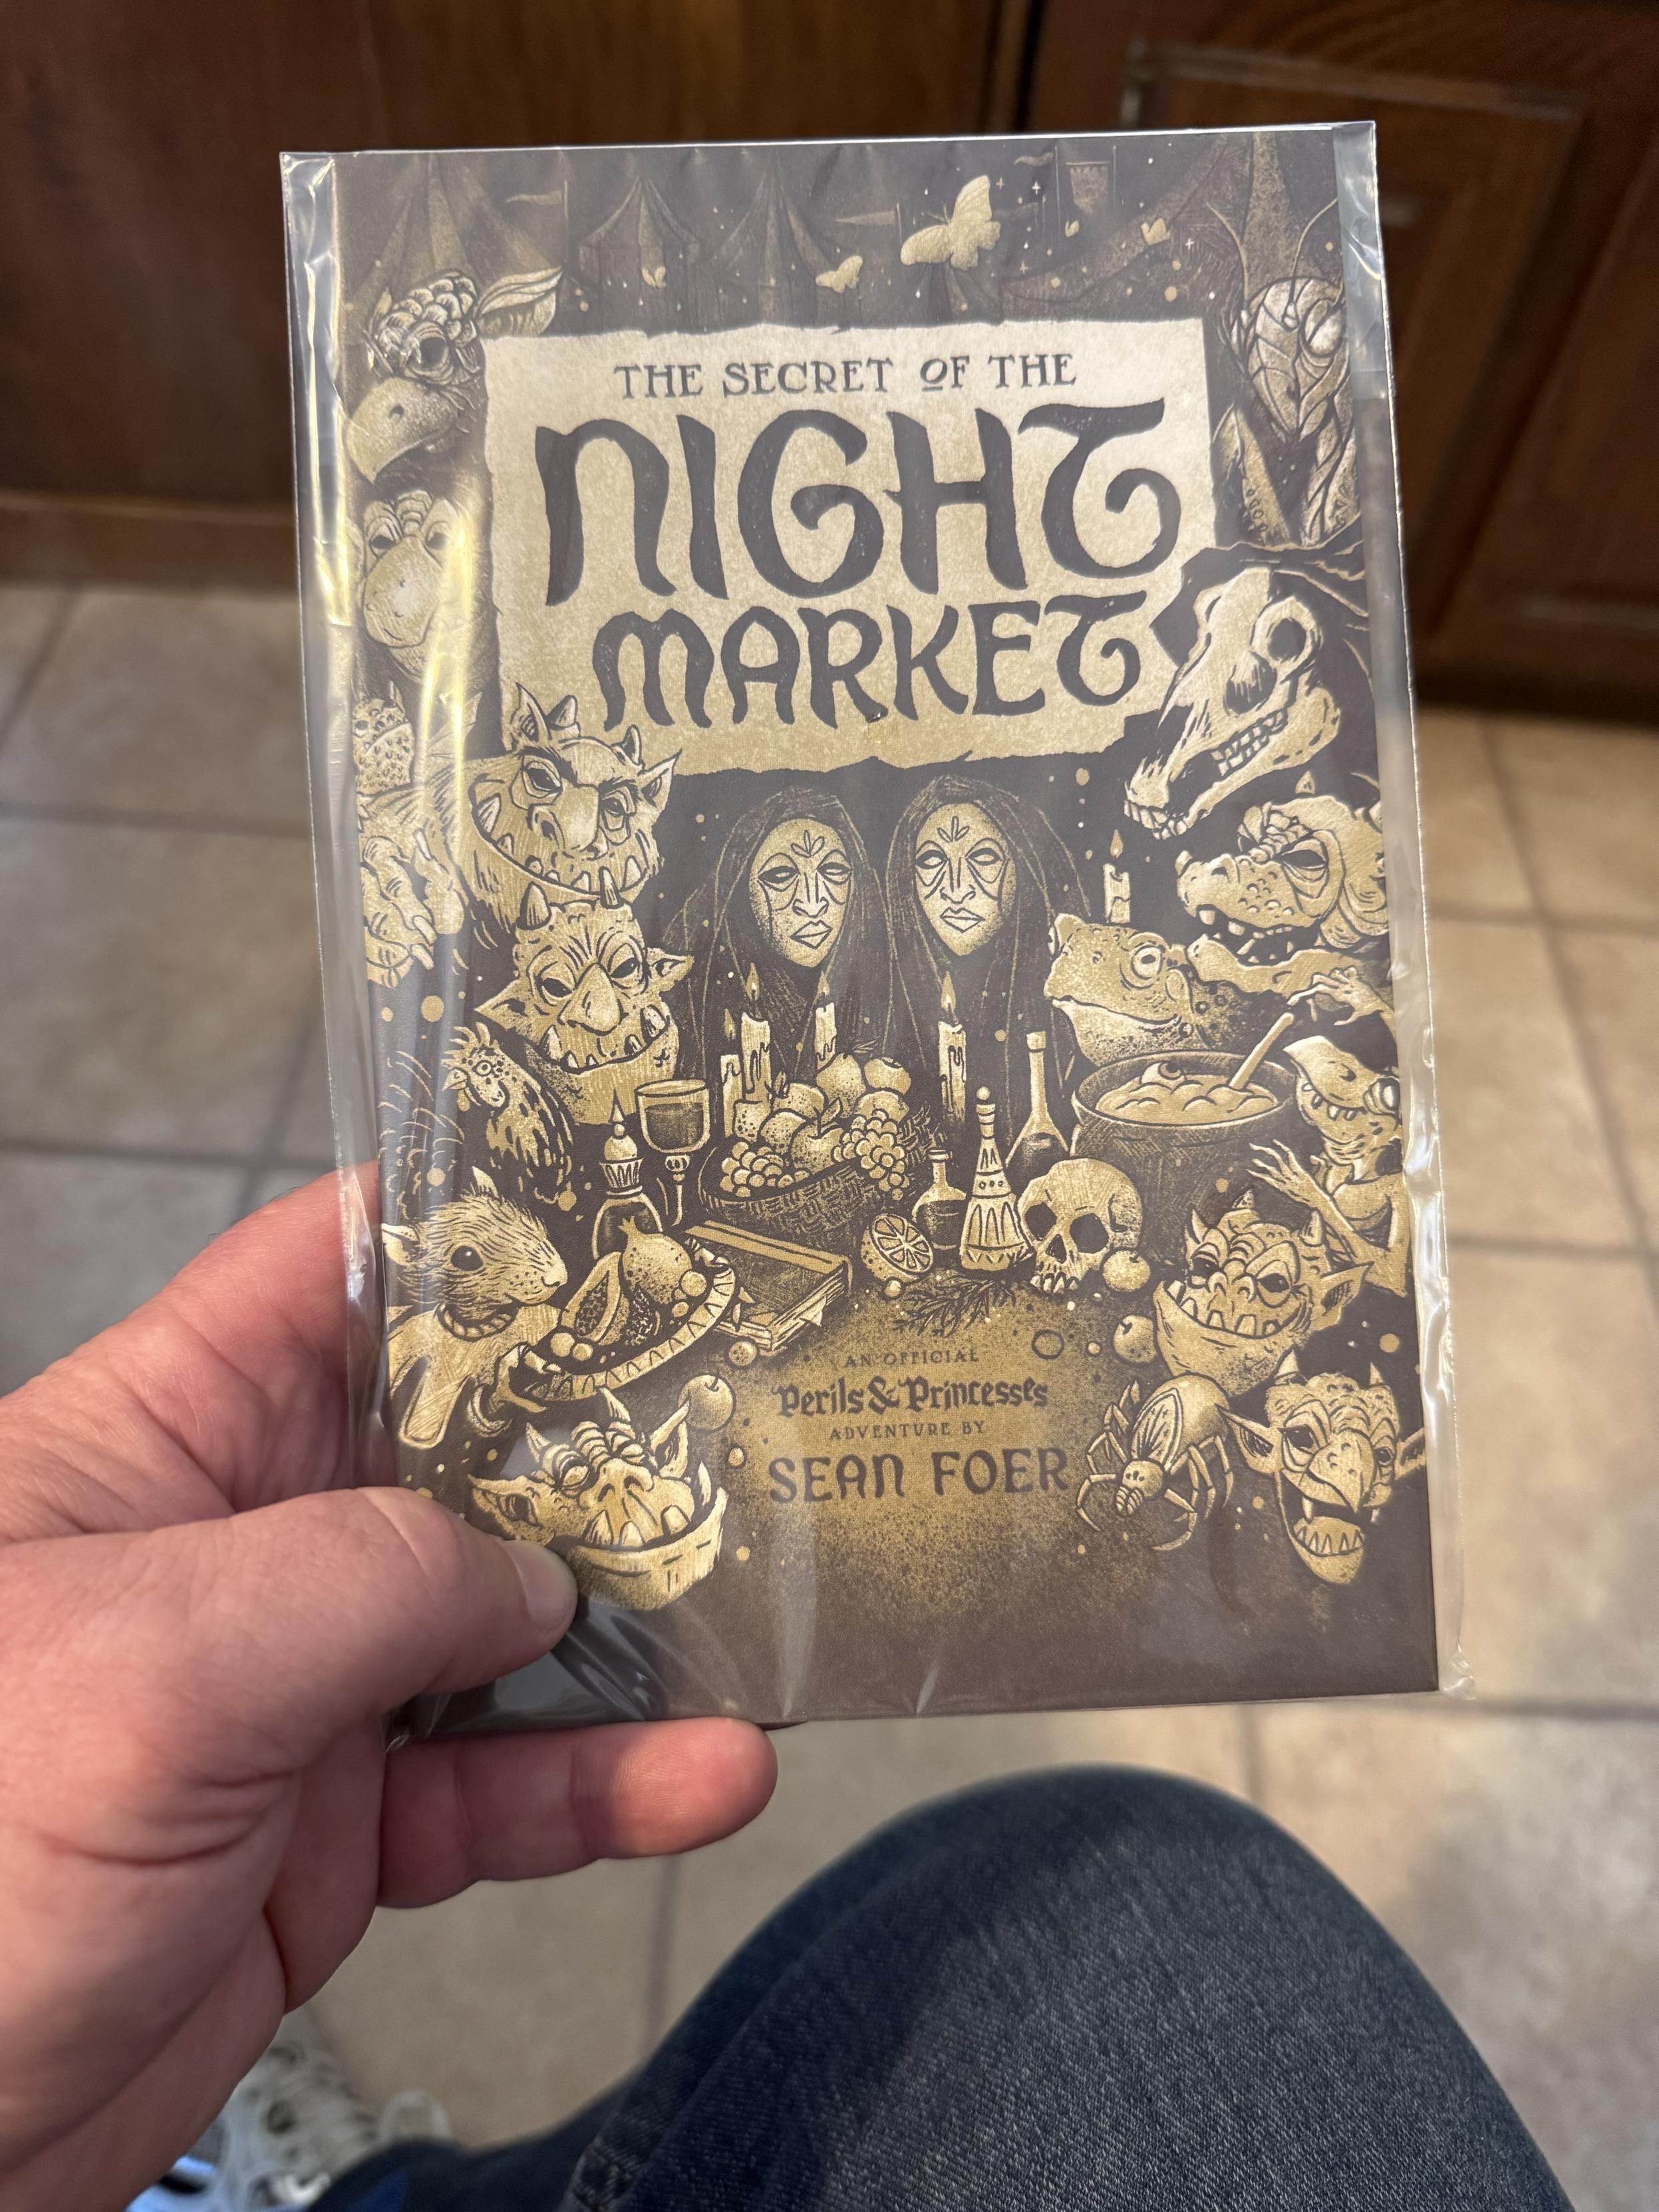 THE SECRET OF THE
NIGHT
MARKET
AN OFFICIAL
Perils & Princesses
ADVENTURE BY
SEAN FOER